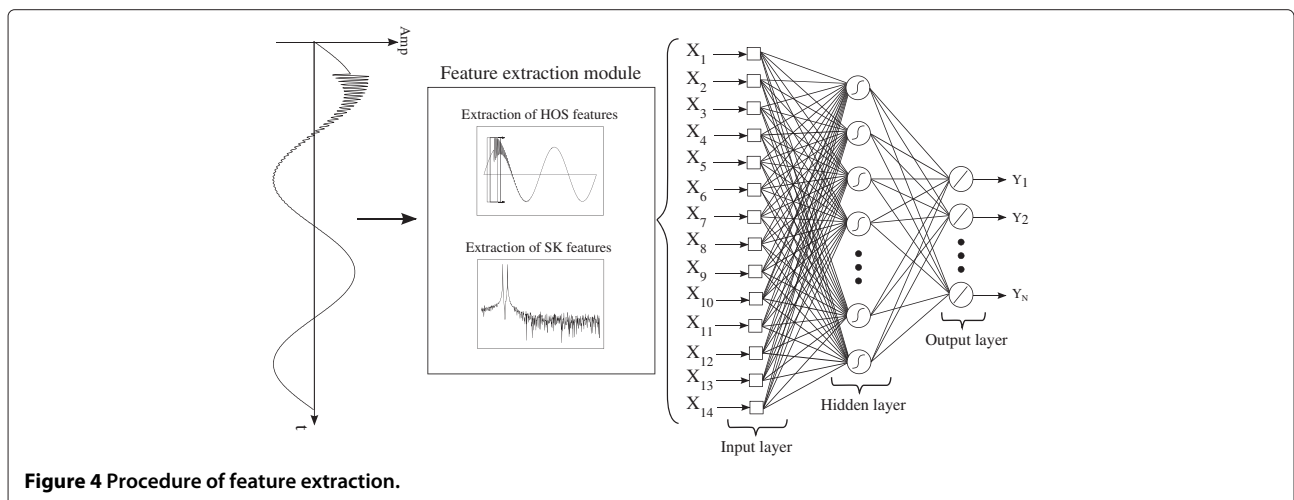 Amp
t
Feature extraction module
Extraction of HOS features
Extraction of SK features
X1
X2
X3
X4
X5
X6
X7
X8
X9
X10
X11
X12
X13
X14
Input layer
Hidden layer
Y1
Y2
YN
Output layer
Figure 4 Procedure of feature extraction.